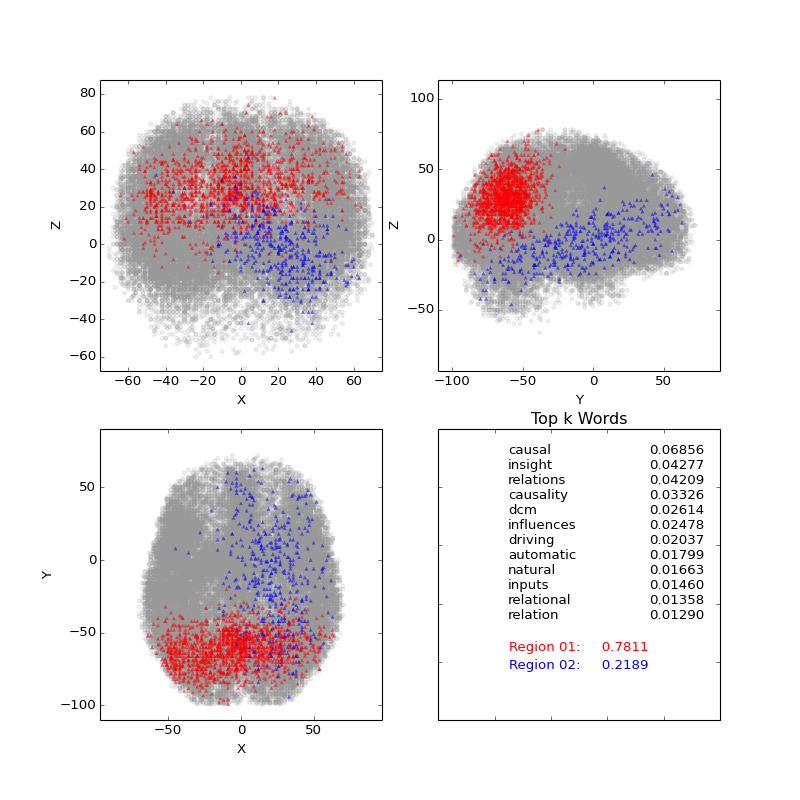 80
60
40
20
0
−20
−40
−60
Z
−60 −40 −20 0 20 40 60
X
100
50
0
−50
Z
−100 −50 0 50
Y
50
0
−50
−100
Y
−50 0 50
X
Top k Words
causal 0.06856
insight 0.04277
relations 0.04209
causality 0.03326
dcm 0.02614
influences 0.02478
driving 0.02037
automatic 0.01799
natural 0.01663
inputs 0.01460
relational 0.01358
relation 0.01290
Region 01: 0.7811
Region 02: 0.2189